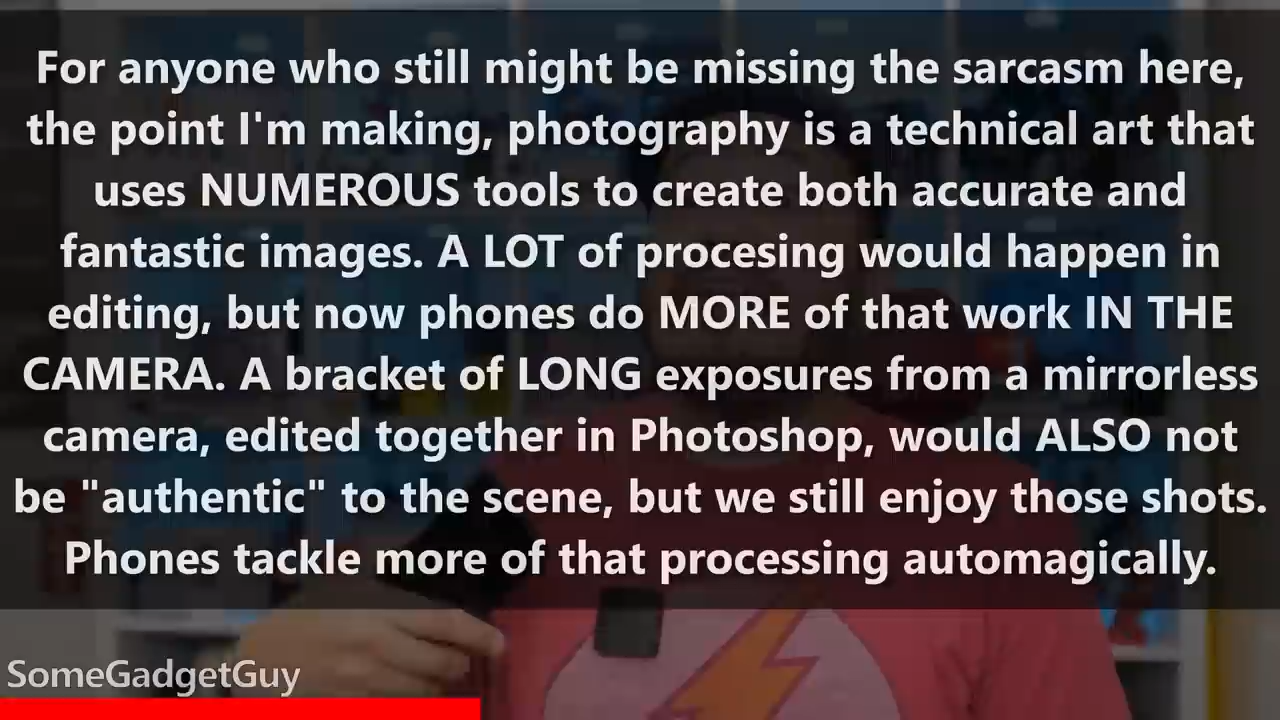 For anyone who still might be missing the sarcasm here,
the point I'm making, photography is a technical art that
uses NUMEROUS tools to create both accurate and
fantastic images. A LOT of procesing would happen in
editing, but now phones do MORE of that work IN THE
CAMERA. A bracket of LONG exposures from a mirrorless
camera, edited together in Photoshop, would ALSO not
be "authentic" to the scene, but we still enjoy those shots.
Phones tackle more of that processing automagically.
SomeGadgetGuy